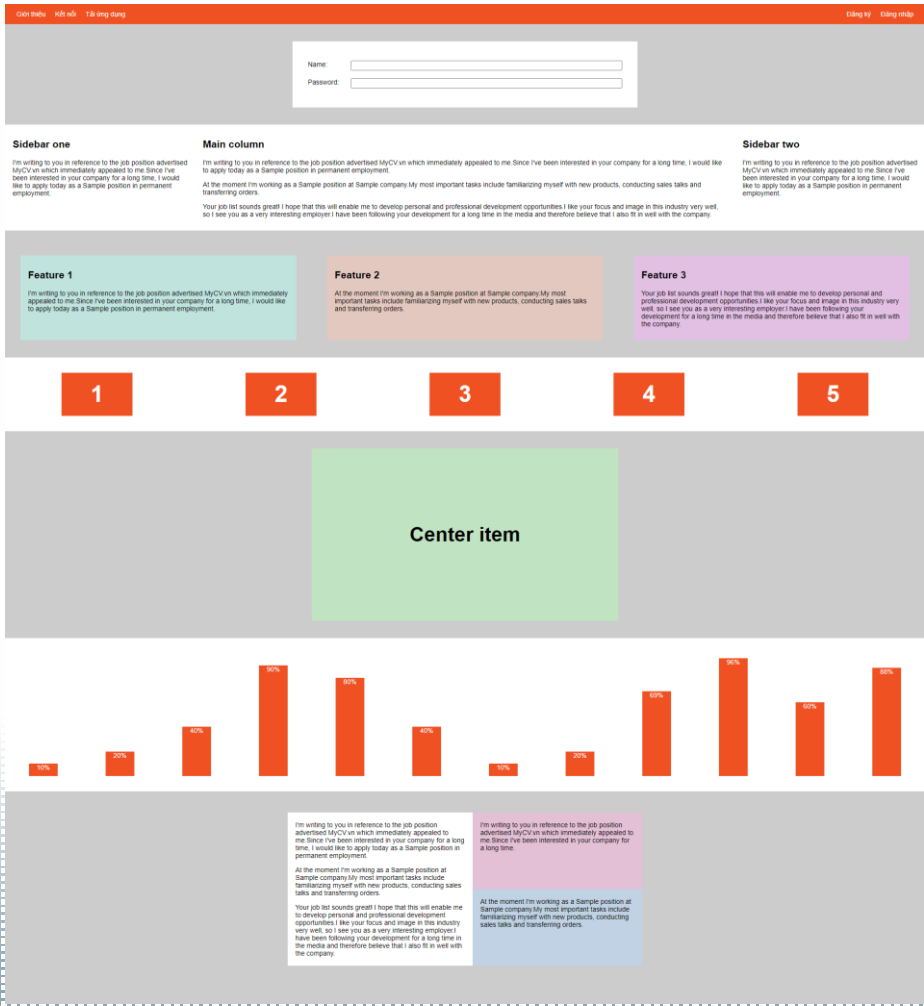 Giới thiệu Kết nối Tải ứng dụng Đăng ký Đăng nhập
Name:
Password:
Sidebar one
I'm writing to you in reference to the job position advertised
MyCV.vn which immediately appealed to me.Since I've
been interested in your company for a long time, I would
like to apply today as a Sample position in permanent
employment.
Main column
I'm writing to you in reference to the job position advertised MyCV.vn which immediately appealed to me.Since I've been interested in your company for a long time, I would like
to apply today as a Sample position in permanent employment.
At the moment I'm working as a Sample position at Sample company.My most important tasks include familiarizing myself with new products, conducting sales talks and
transferring orders.
Your job list sounds great! I hope that this will enable me to develop personal and professional development opportunities.I like your focus and image in this industry very well,
so I see you as a very interesting employer.I have been following your development for a long time in the media and therefore believe that I also fit in well with the company.
Sidebar two
I'm writing to you in reference to the job position advertised
MyCV.vn which immediately appealed to me.Since I've
been interested in your company for a long time, I would
like to apply today as a Sample position in permanent
employment.
Feature 1
I'm writing to you in reference to the job position advertised MyCV.vn which immediately
appealed to me.Since I've been interested in your company for a long time, I would like
to apply today as a Sample position in permanent employment.
Feature 2
At the moment I'm working as a Sample position at Sample company.My most
important tasks include familiarizing myself with new products, conducting sales talks
and transferring orders.
Feature 3
Your job list sounds great! I hope that this will enable me to develop personal and
professional development opportunities.I like your focus and image in this industry very
well, so I see you as a very interesting employer.I have been following your
development for a long time in the media and therefore believe that I also fit in well with
the company.
1 2 3 4 5
Center item
10% 20% 40% 90% 80% 40% 10% 20% 69% 96% 60% 88%
I'm writing to you in reference to the job position
advertised MyCV.vn which immediately appealed to
me.Since I've been interested in your company for a long
time, I would like to apply today as a Sample position in
permanent employment.
At the moment I'm working as a Sample position at
Sample company.My most important tasks include
familiarizing myself with new products, conducting sales
talks and transferring orders.
Your job list sounds great! I hope that this will enable me
to develop personal and professional development
opportunities.I like your focus and image in this industry
very well, so I see you as a very interesting employer.I
have been following your development for a long time in
the media and therefore believe that I also fit in well with
the company.
I'm writing to you in reference to the job position
advertised MyCV.vn which immediately appealed to
me.Since I've been interested in your company for
a long time.
At the moment I'm working as a Sample position at
Sample company.My most important tasks include
familiarizing myself with new products, conducting
sales talks and transferring orders.